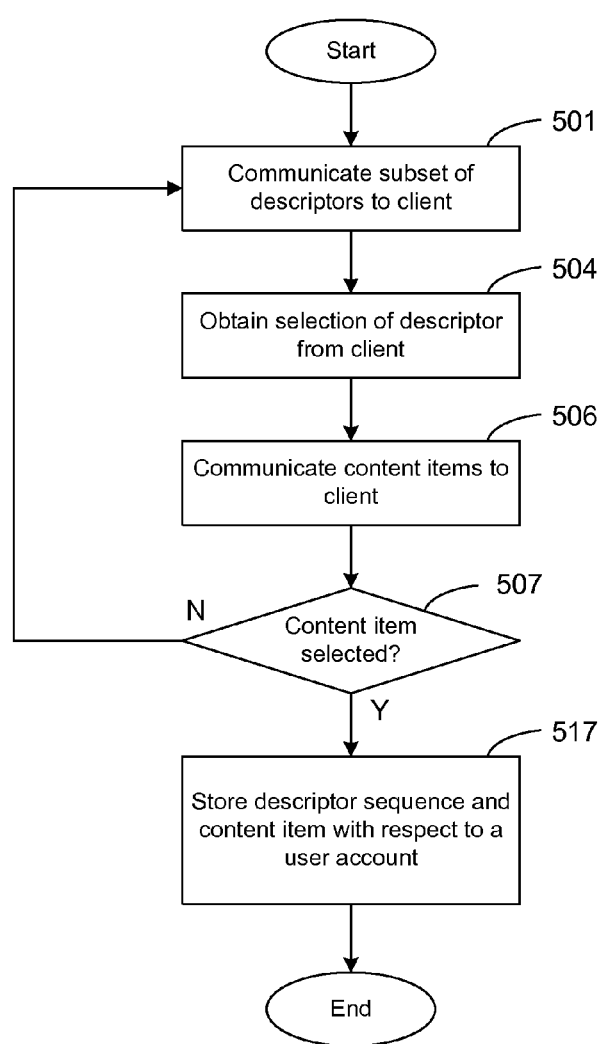 Start
501
Communicate subset of
descriptors to client
504
Obtain selection of descriptor
from client
506
Communicate content items to
client
507
N
Content item
selected?
Y
517
Store descriptor sequence and
content item with respect to a
user account
End